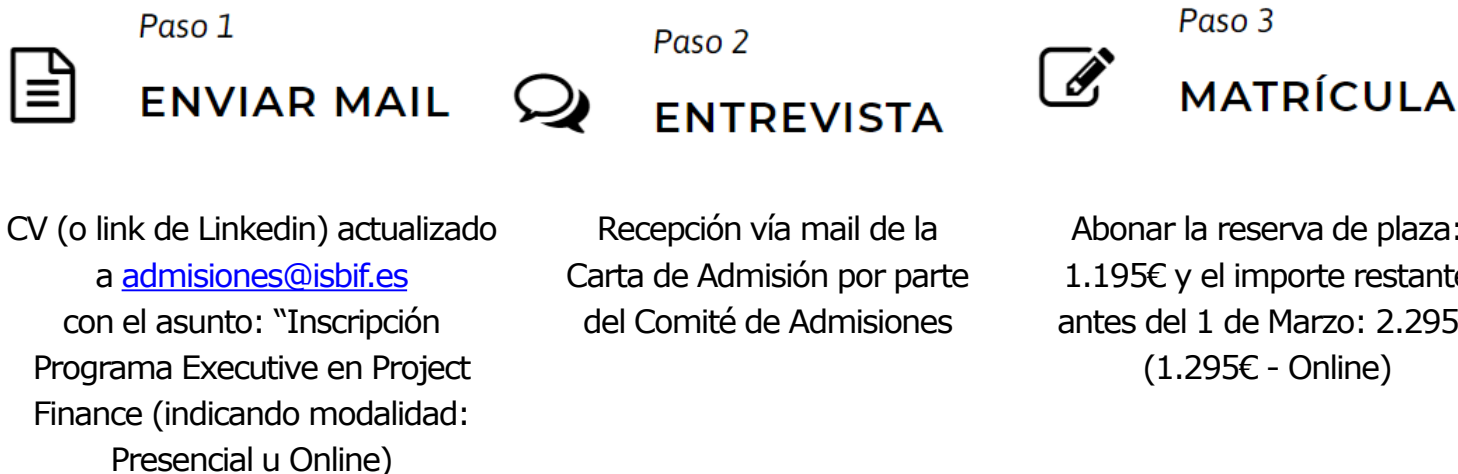 Paso 1
ENVIAR MAIL
CV (o link de Linkedin) actualizado
a admisiones@isbif.es
con el asunto: “Inscripción
Programa Executive en Project
Finance (indicando modalidad:
Presencial u Online)
Paso 2
ENTREVISTA
Recepción vía mail de la
Carta de Admisión por parte
del Comité de Admisiones
Paso 3
MATRÍCULA
Abonar la reserva de plaza:
1.195€ y el importe restante
antes del 1 de Marzo: 2.295
(1.295€ - Online)